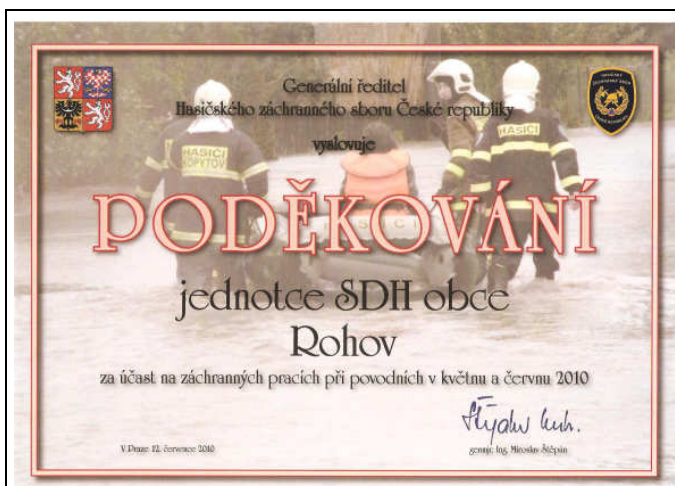 Generální ředitel
Hasičského záchranného sboru České republiky
vyslovuje
HASIČI
KOPYTOV
HASIČI
PODĚKOVÁNÍ
jednotce SDH obce
Rohov
za účast na záchranných pracích při povodních v květnu a červnu 2010
V Praze 12. července 2010
genmjr. Ing. Miroslav Štěpán